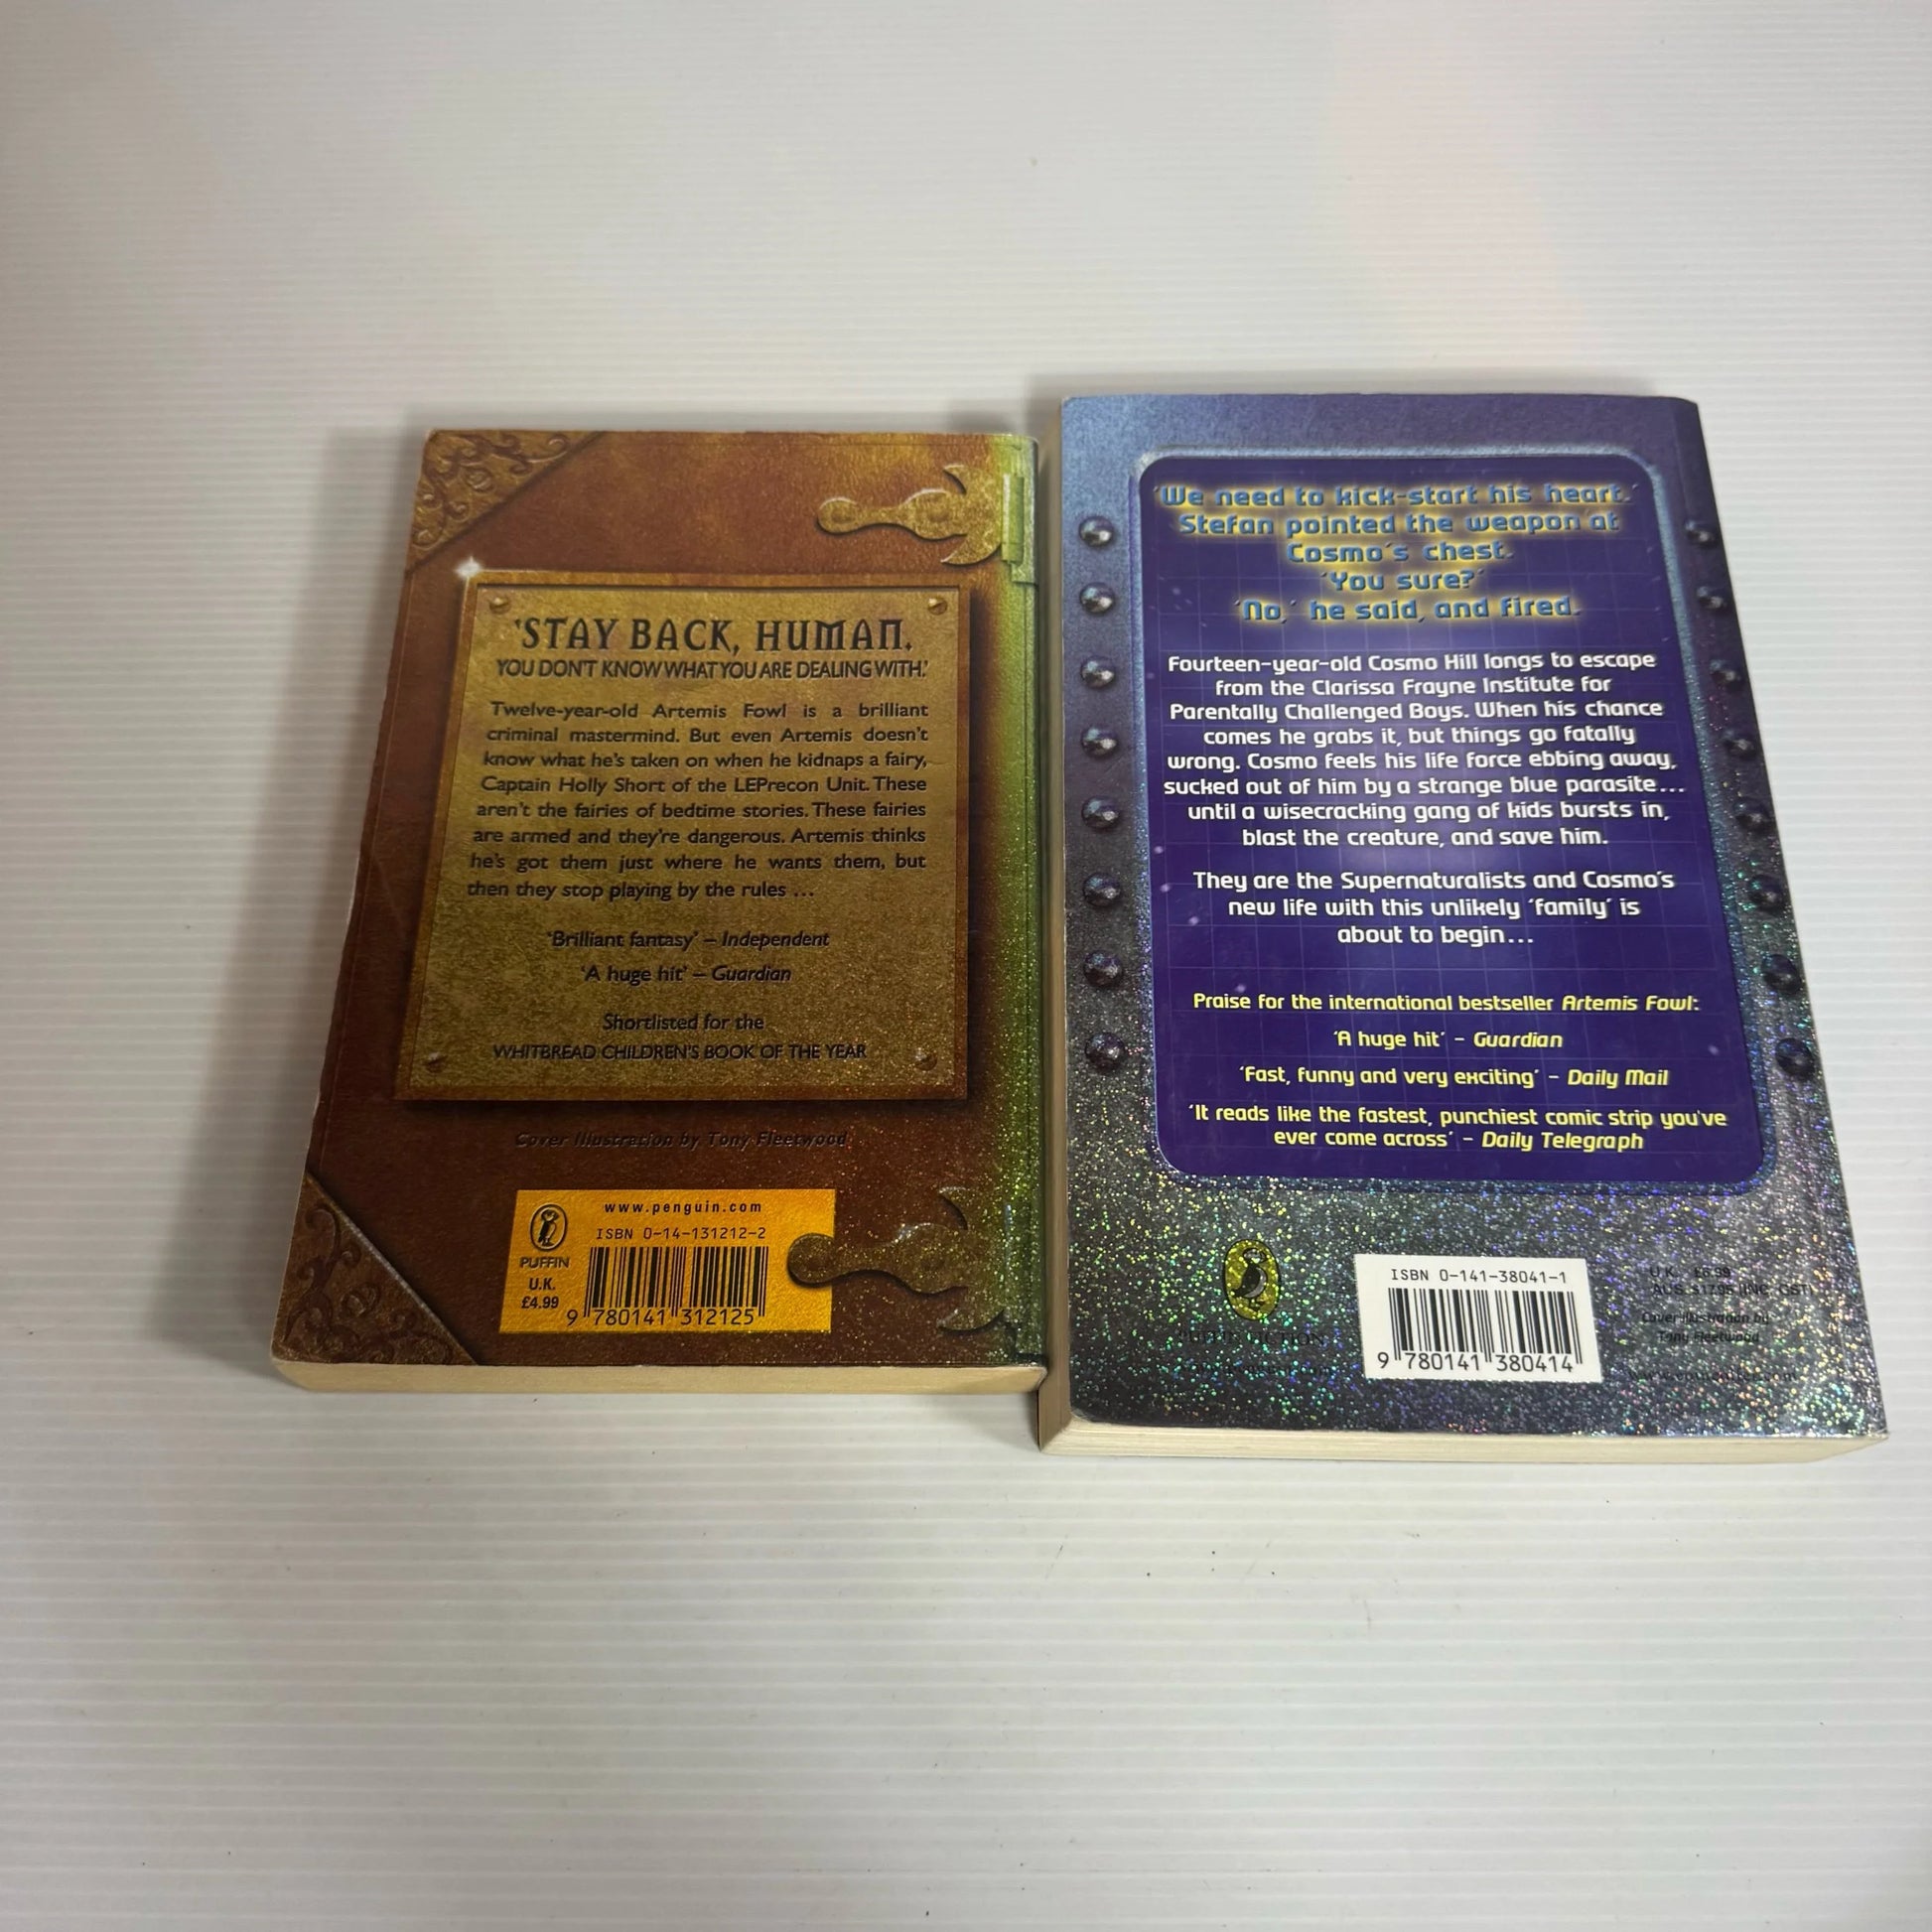 'STAY BACK, HUMAN.
YOU DON'T KNOW WHAT YOU ARE DEALING WITH.'
Twelve-year-old Artemis Fowl is a brilliant
criminal mastermind. But even Artemis doesn't
know what he's taken on when he kidnaps a fairy,
Captain Holly Short of the LEPrecon Unit. These
aren't the fairies of bedtime stories. These fairies
are armed and they're dangerous. Artemis thinks
he's got them just where he wants them, but
then they stop playing by the rules ...
'Brilliant fantasy' – Independent
'A huge hit' – Guardian
Shortlisted for the
WHITBREAD CHILDREN'S BOOK OF THE YEAR
Cover Illustration by Tony Fleetwood
www.penguin.com
ISBN 0-14-131212-2
PUFFIN
U.K.
£4.99
9 780141 312125
'We need to kick-start his heart.'
Stefan pointed the weapon at
Cosmo's chest.
'You sure?'
'No,' he said, and fired.
Fourteen-year-old Cosmo Hill longs to escape
from the Clarissa Frayne Institute for
Parentally Challenged Boys. When his chance
comes he grabs it, but things go fatally
wrong. Cosmo feels his life force ebbing away,
sucked out of him by a strange blue parasite...
until a wisecracking gang of kids bursts in,
blast the creature, and save him.
They are the Supernaturalists and Cosmo's
new life with this unlikely 'family' is
about to begin...
Praise for the international bestseller Artemis Fowl:
'A huge hit' – Guardian
'Fast, funny and very exciting' – Daily Mail
'It reads like the fastest, punchiest comic strip you've
ever come across' – Daily Telegraph
ISBN 0-141-38041-1
9 780141 380414
U.K. £6.99
AUS. $17.95 (INC. GST)
Cover illustration by
Tony Fleetwood
PUFFIN FICTION